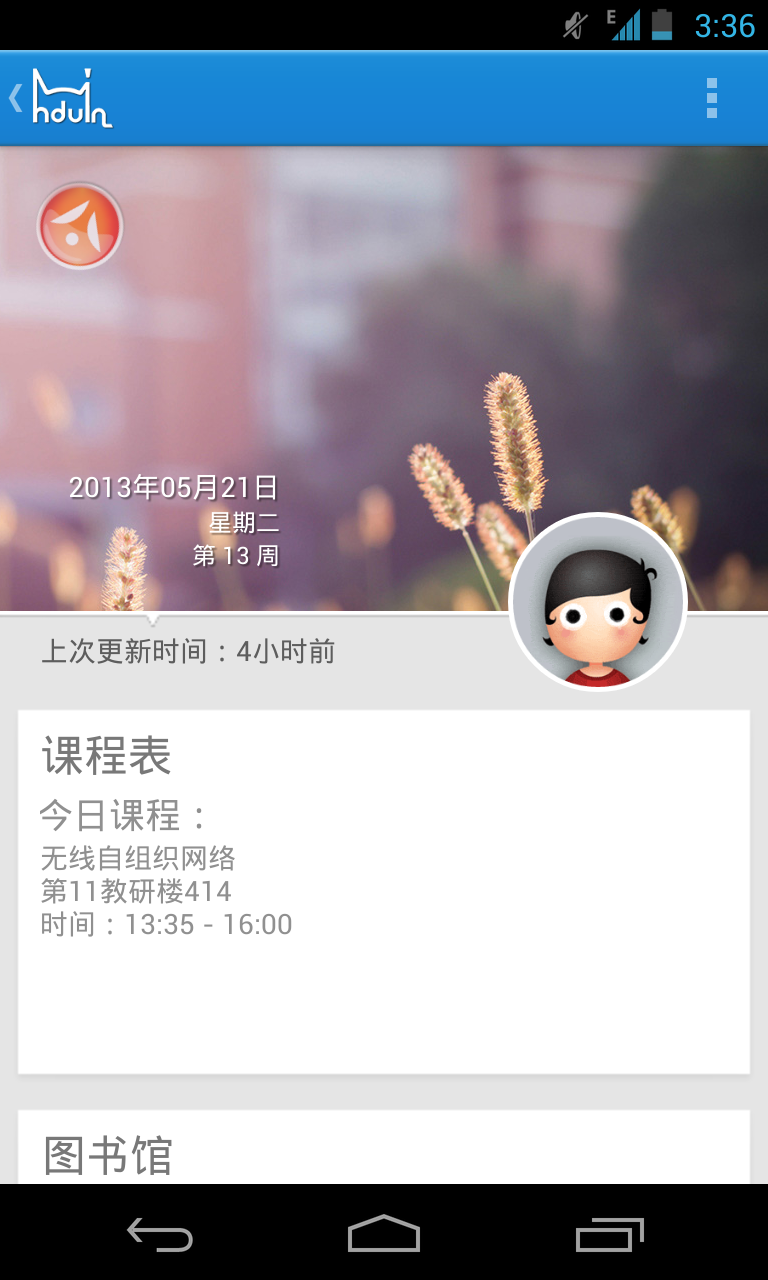 E
3:36
hduIn
2013年05月21日
星期二
第 13 周
上次更新时间：4小时前
课程表
今日课程：
无线自组织网络
第11教研楼414
时间：13:35 - 16:00
图书馆